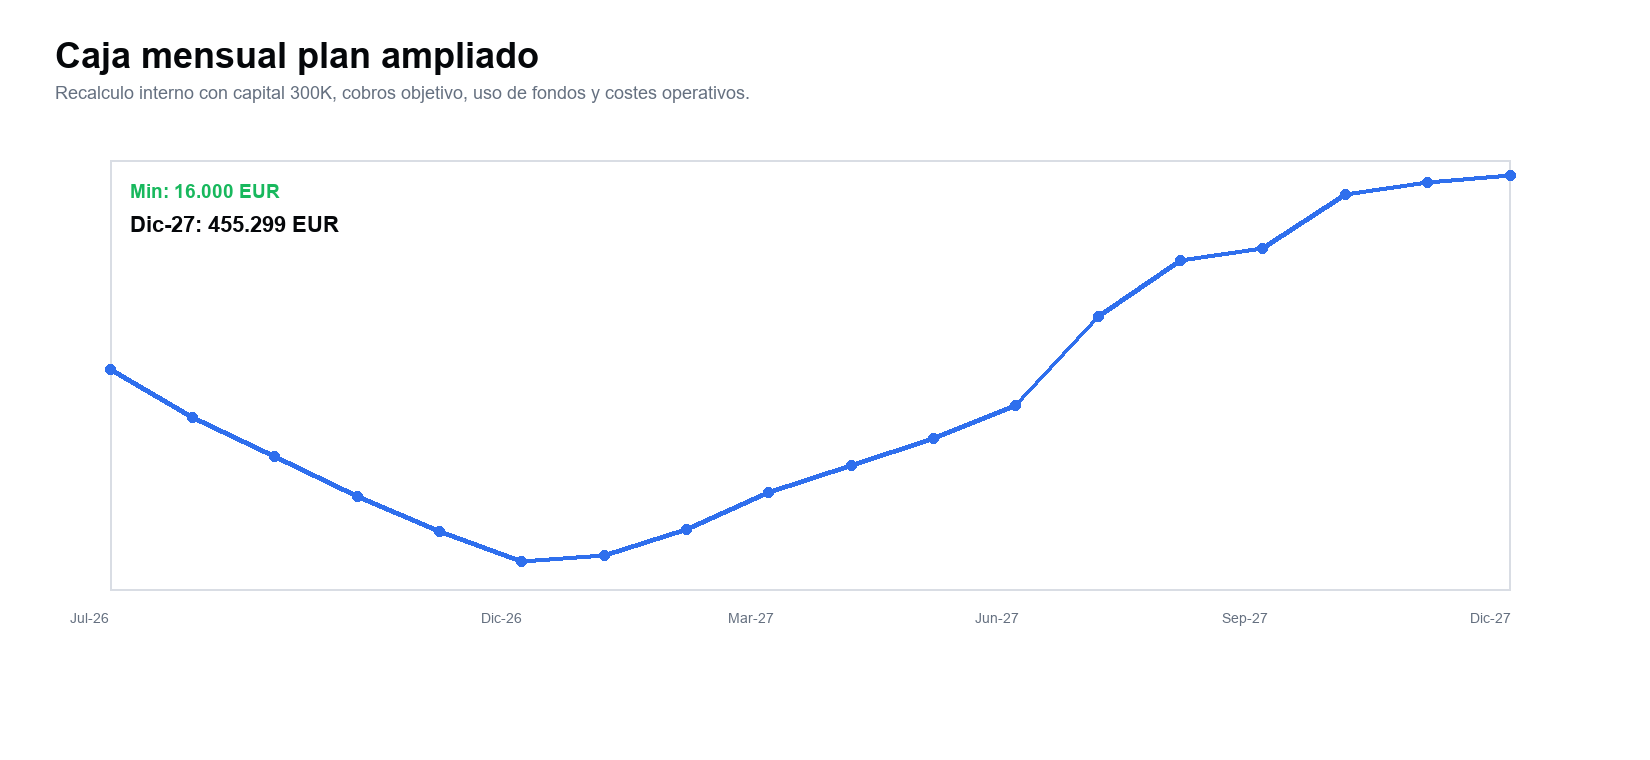 Caja mensual plan ampliado
Recalculo interno con capital 300K, cobros objetivo, uso de fondos y costes operativos.
Min: 16.000 EUR
Dic-27: 455.299 EUR
Jul-26 Dic-26 Mar-27 Jun-27 Sep-27 Dic-27